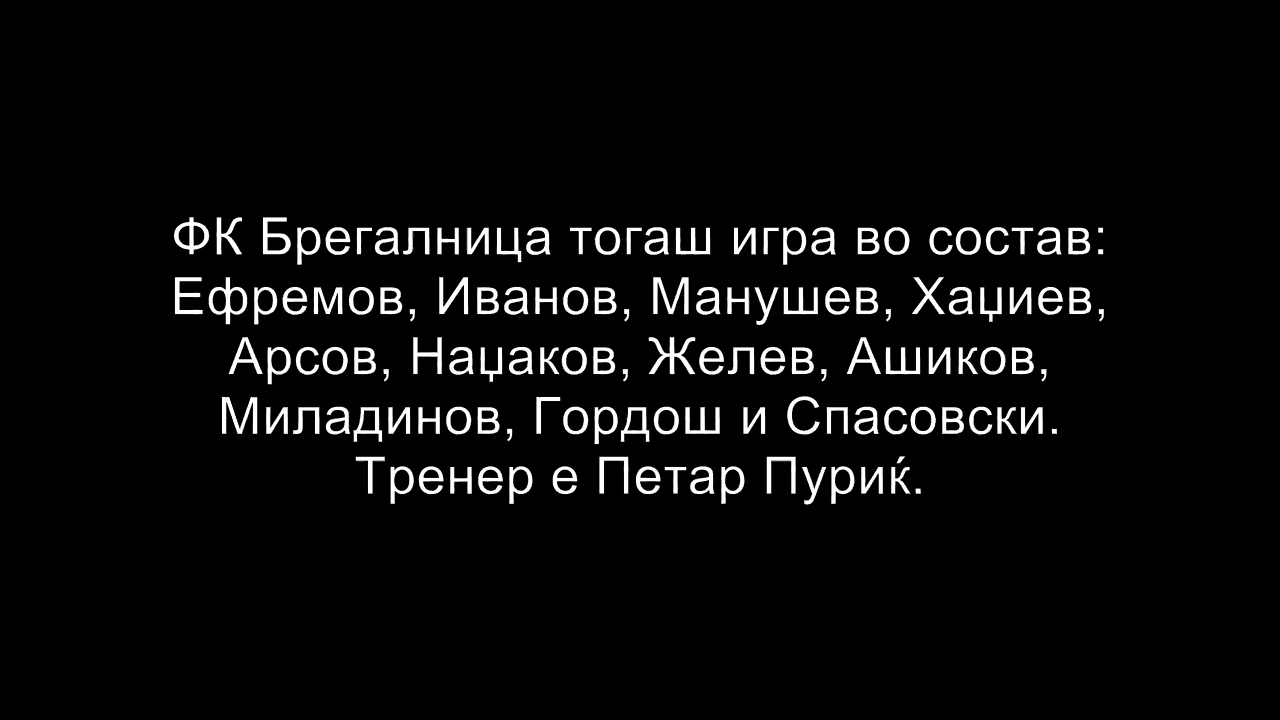 ФК Брегалница тогаш игра во состав:
Ефремов, Иванов, Манушев, Хаџиев,
Арсов, Наџаков, Желев, Ашиков,
Миладинов, Гордош и Спасовски.
Тренер е Петар Пуриќ.